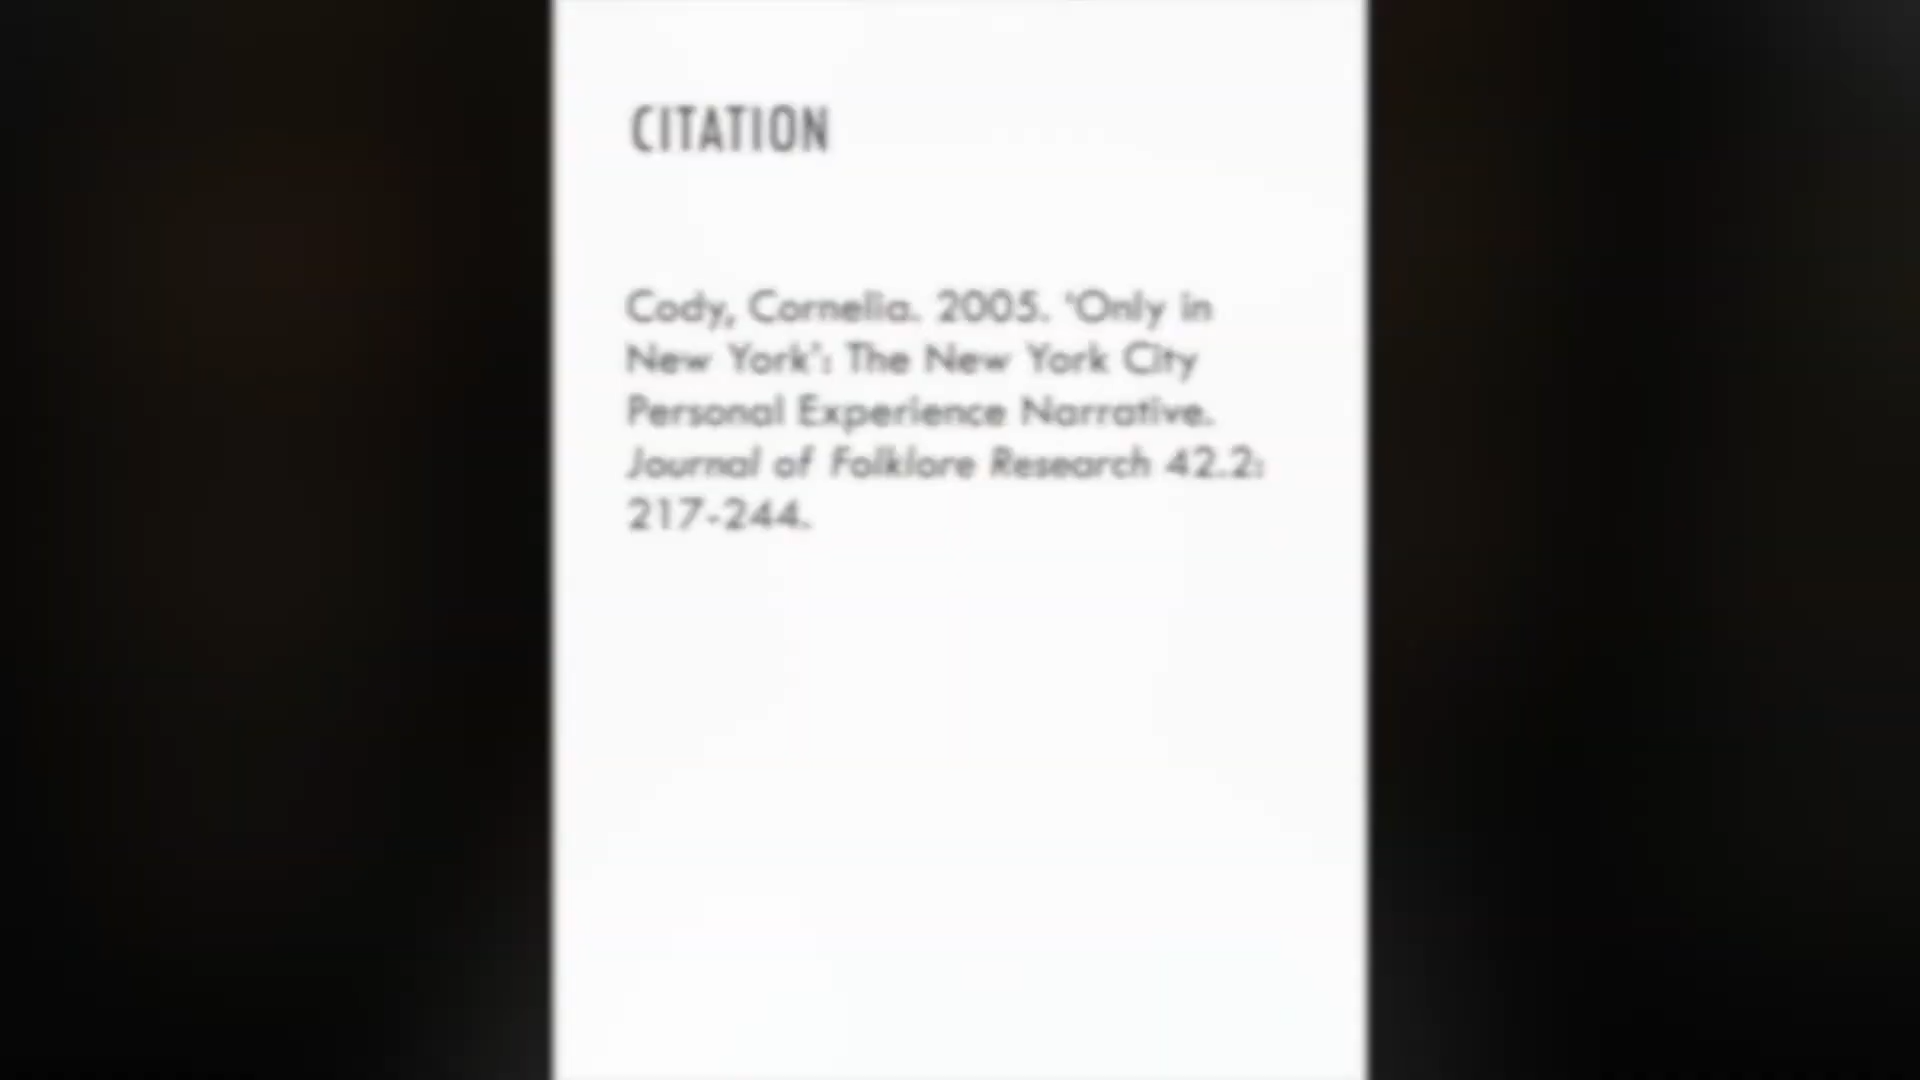 CITATION
Cody, Cornelia. 2005. ‘Only in
New York’: The New York City
Personal Experience Narrative.
Journal of Folklore Research 42.2:
217-244.